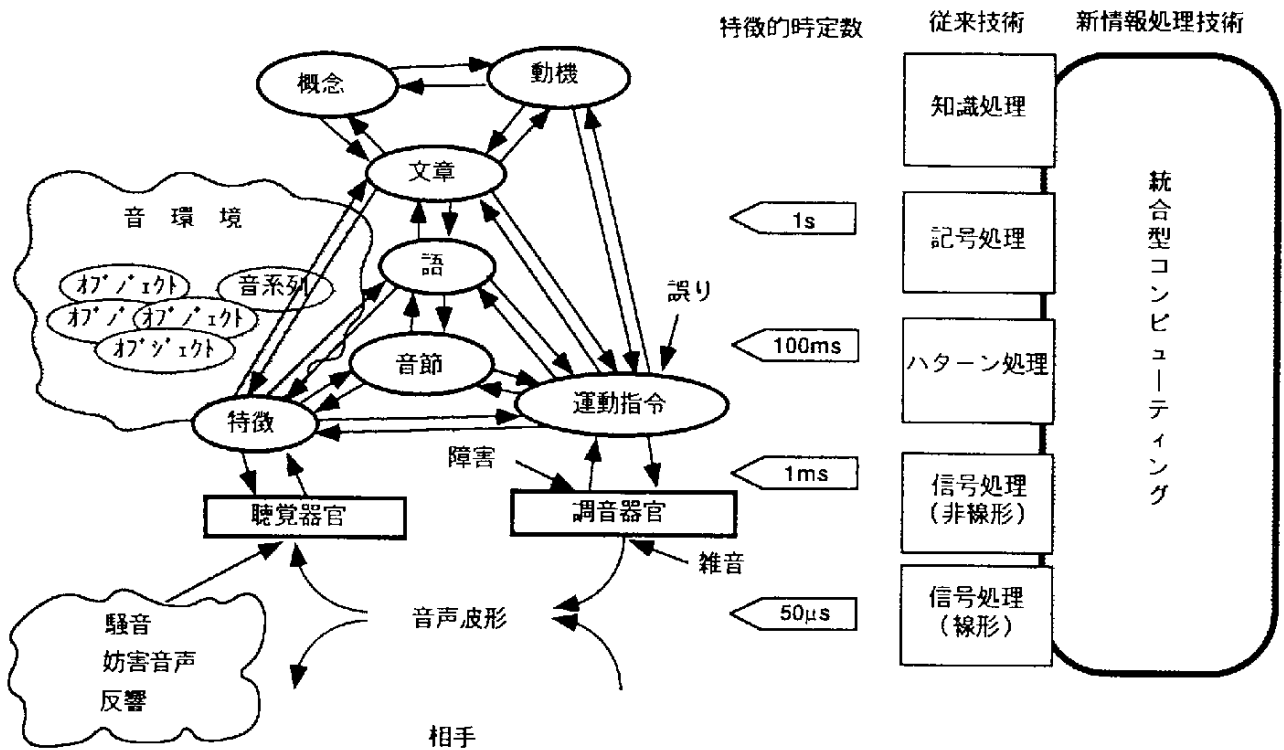 特徴的時定数
従来技術
新情報処理技術
概念
動機
文章
音 環 境
語
オブジェクト
音系列
オブジ
オブジェクト
オブジェクト
音節
誤り
特徴
運動指令
障害
聴覚器官
調音器官
雑音
騒音
妨害音声
反響
音声波形
相手
1s
100ms
1ms
50μs
知識処理
記号処理
ハターン処理
信号処理
(非線形)
信号処理
(線形)
統合型コンピューティング